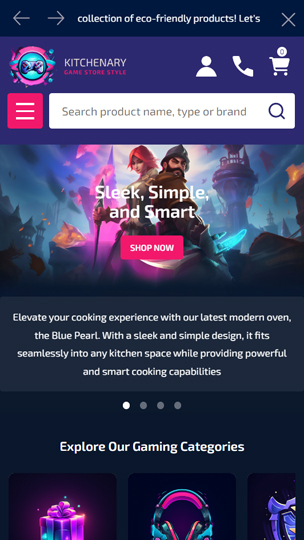 collection of eco-friendly products! Let's
KITCHENARY
GAME STORE STYLE
0
Search product name, type or brand
Sleek, Simple,
and Smart
SHOP NOW
Elevate your cooking experience with our latest modern oven,
the Blue Pearl. With a sleek and simple design, it fits
seamlessly into any kitchen space while providing powerful
and smart cooking capabilities
Explore Our Gaming Categories